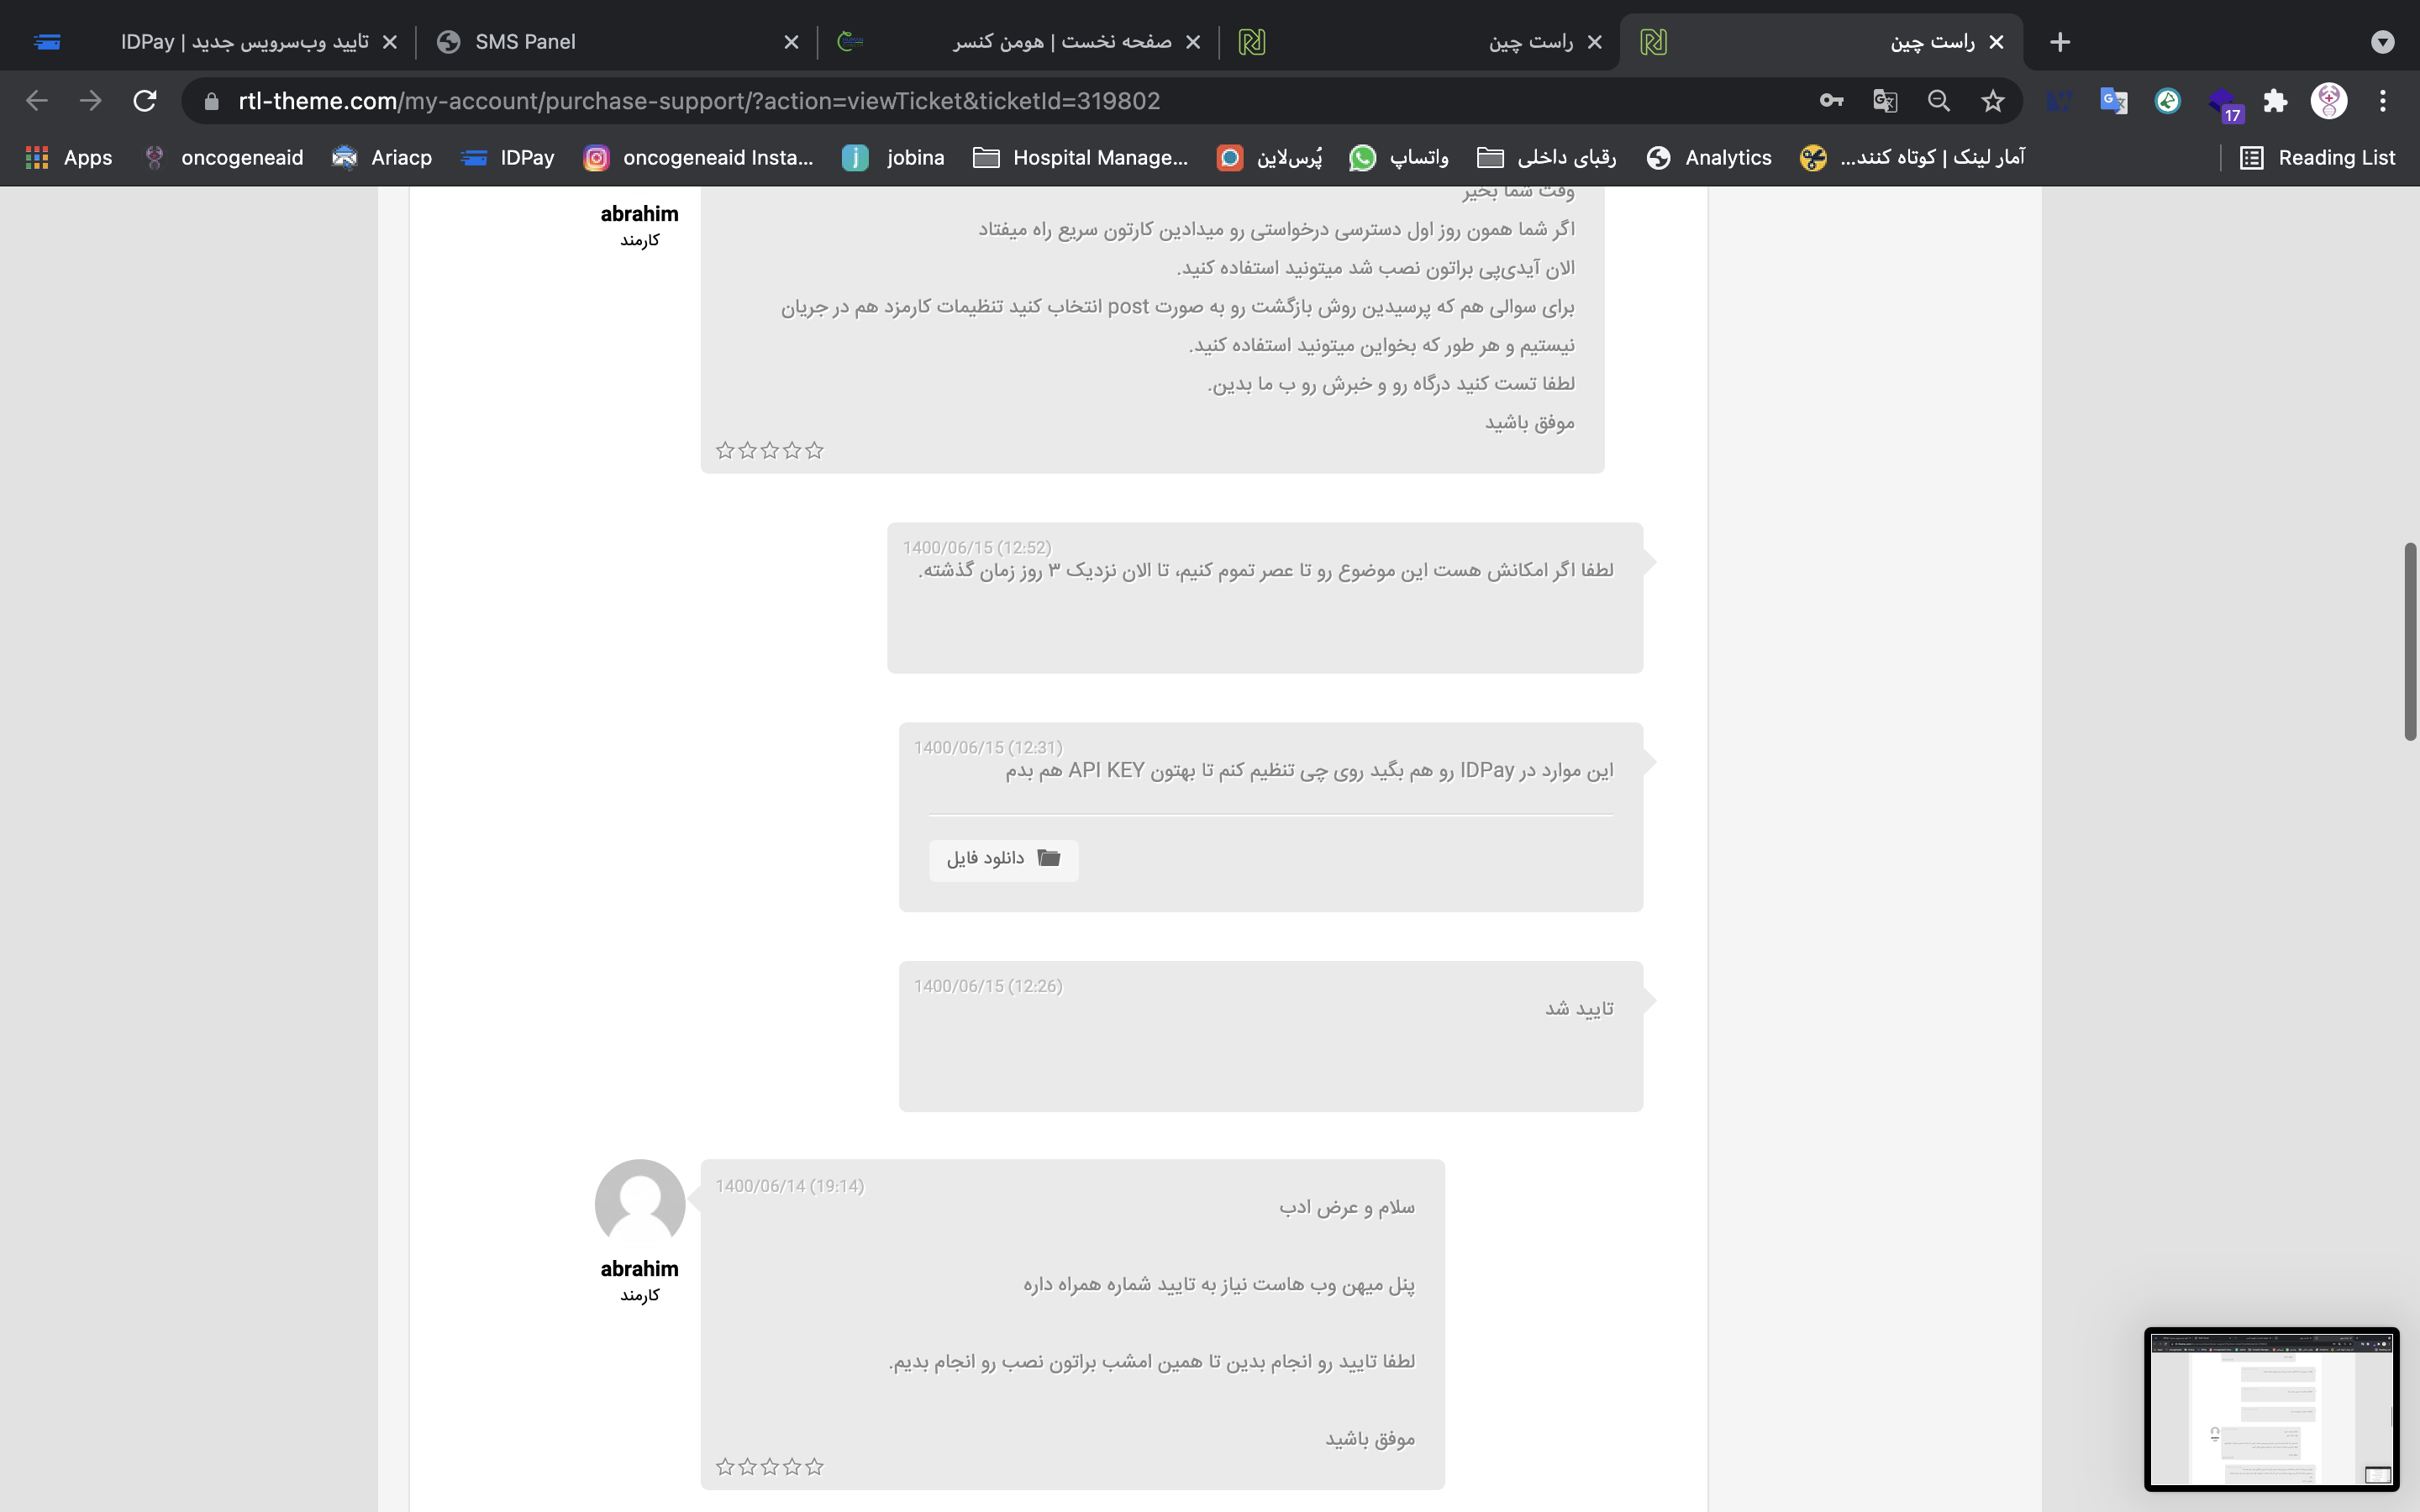 تایید وب‌سرویس جدید | IDPay
SMS Panel
صفحه نخست | هومن کنسر
راست چین
راست چین
rtl-theme.com/my-account/purchase-support/?action=viewTicket&ticketId=319802
17
Apps
oncogeneaid
Ariacp
IDPay
oncogeneaid Insta...
jobina
Hospital Manage...
پُرس‌لاین
واتساپ
رقبای داخلی
Analytics
آمار لینک | کوتاه کنند...
Reading List
abrahim
کارمند
وقت شما بخیر
اگر شما همون روز اول دسترسی درخواستی رو میدادین کارتون سریع راه میفتاد
الان آیدی‌پی براتون نصب شد میتونید استفاده کنید.
برای سوالی هم که پرسیدین روش بازگشت رو به صورت post انتخاب کنید تنظیمات کارمزد هم در جریان
نیستیم و هر طور که بخواین میتونید استفاده کنید.
لطفا تست کنید درگاه رو و خبرش رو ب ما بدین.
موفق باشید
1400/06/15 (12:52)
لطفا اگر امکانش هست این موضوع رو تا عصر تموم کنیم، تا الان نزدیک ۳ روز زمان گذشته.
1400/06/15 (12:31)
این موارد در IDPay رو هم بگید روی چی تنظیم کنم تا بهتون API KEY هم بدم
دانلود فایل
1400/06/15 (12:26)
تایید شد
1400/06/14 (19:14)
abrahim
کارمند
سلام و عرض ادب
پنل میهن وب هاست نیاز به تایید شماره همراه داره
لطفا تایید رو انجام بدین تا همین امشب براتون نصب رو انجام بدیم.
موفق باشید